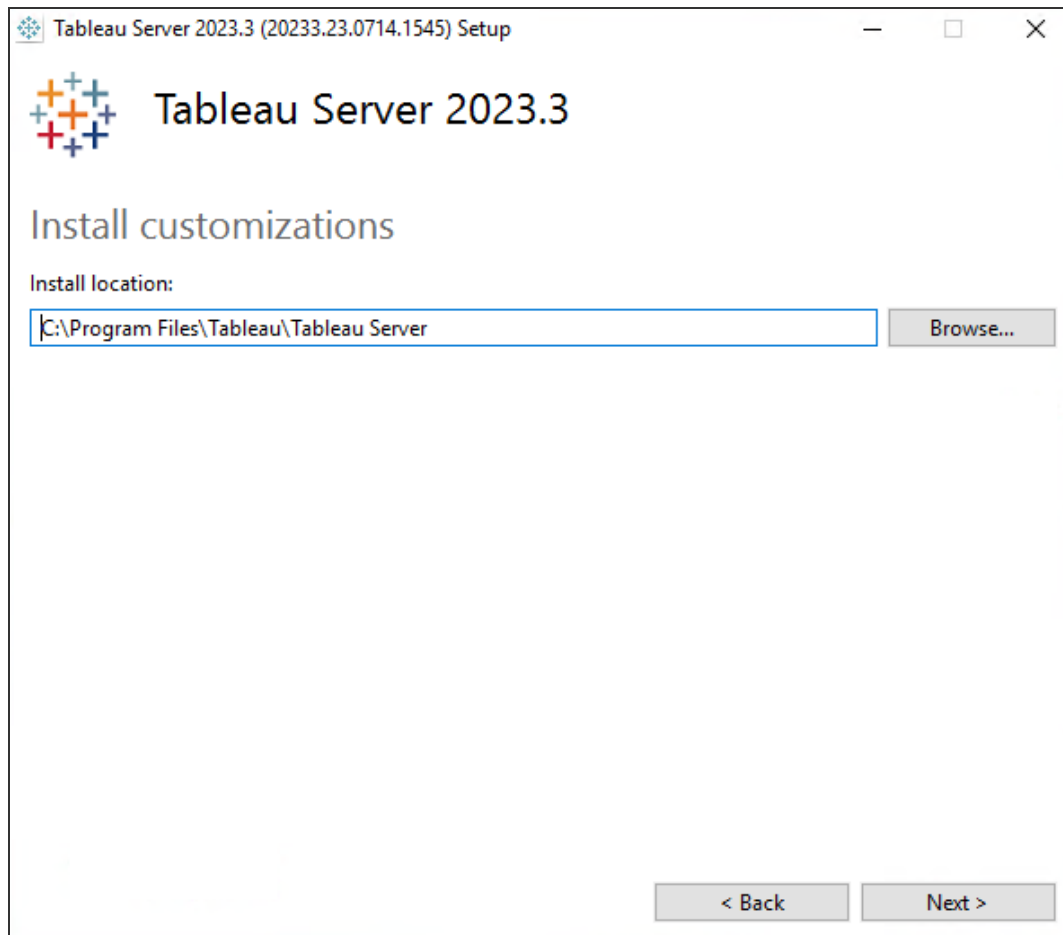 Tableau Server 2023.3 (20233.23.0714.1545) Setup
Tableau Server 2023.3
Install customizations
Install location:
C:\Program Files\Tableau\Tableau Server
Browse...
< Back
Next >